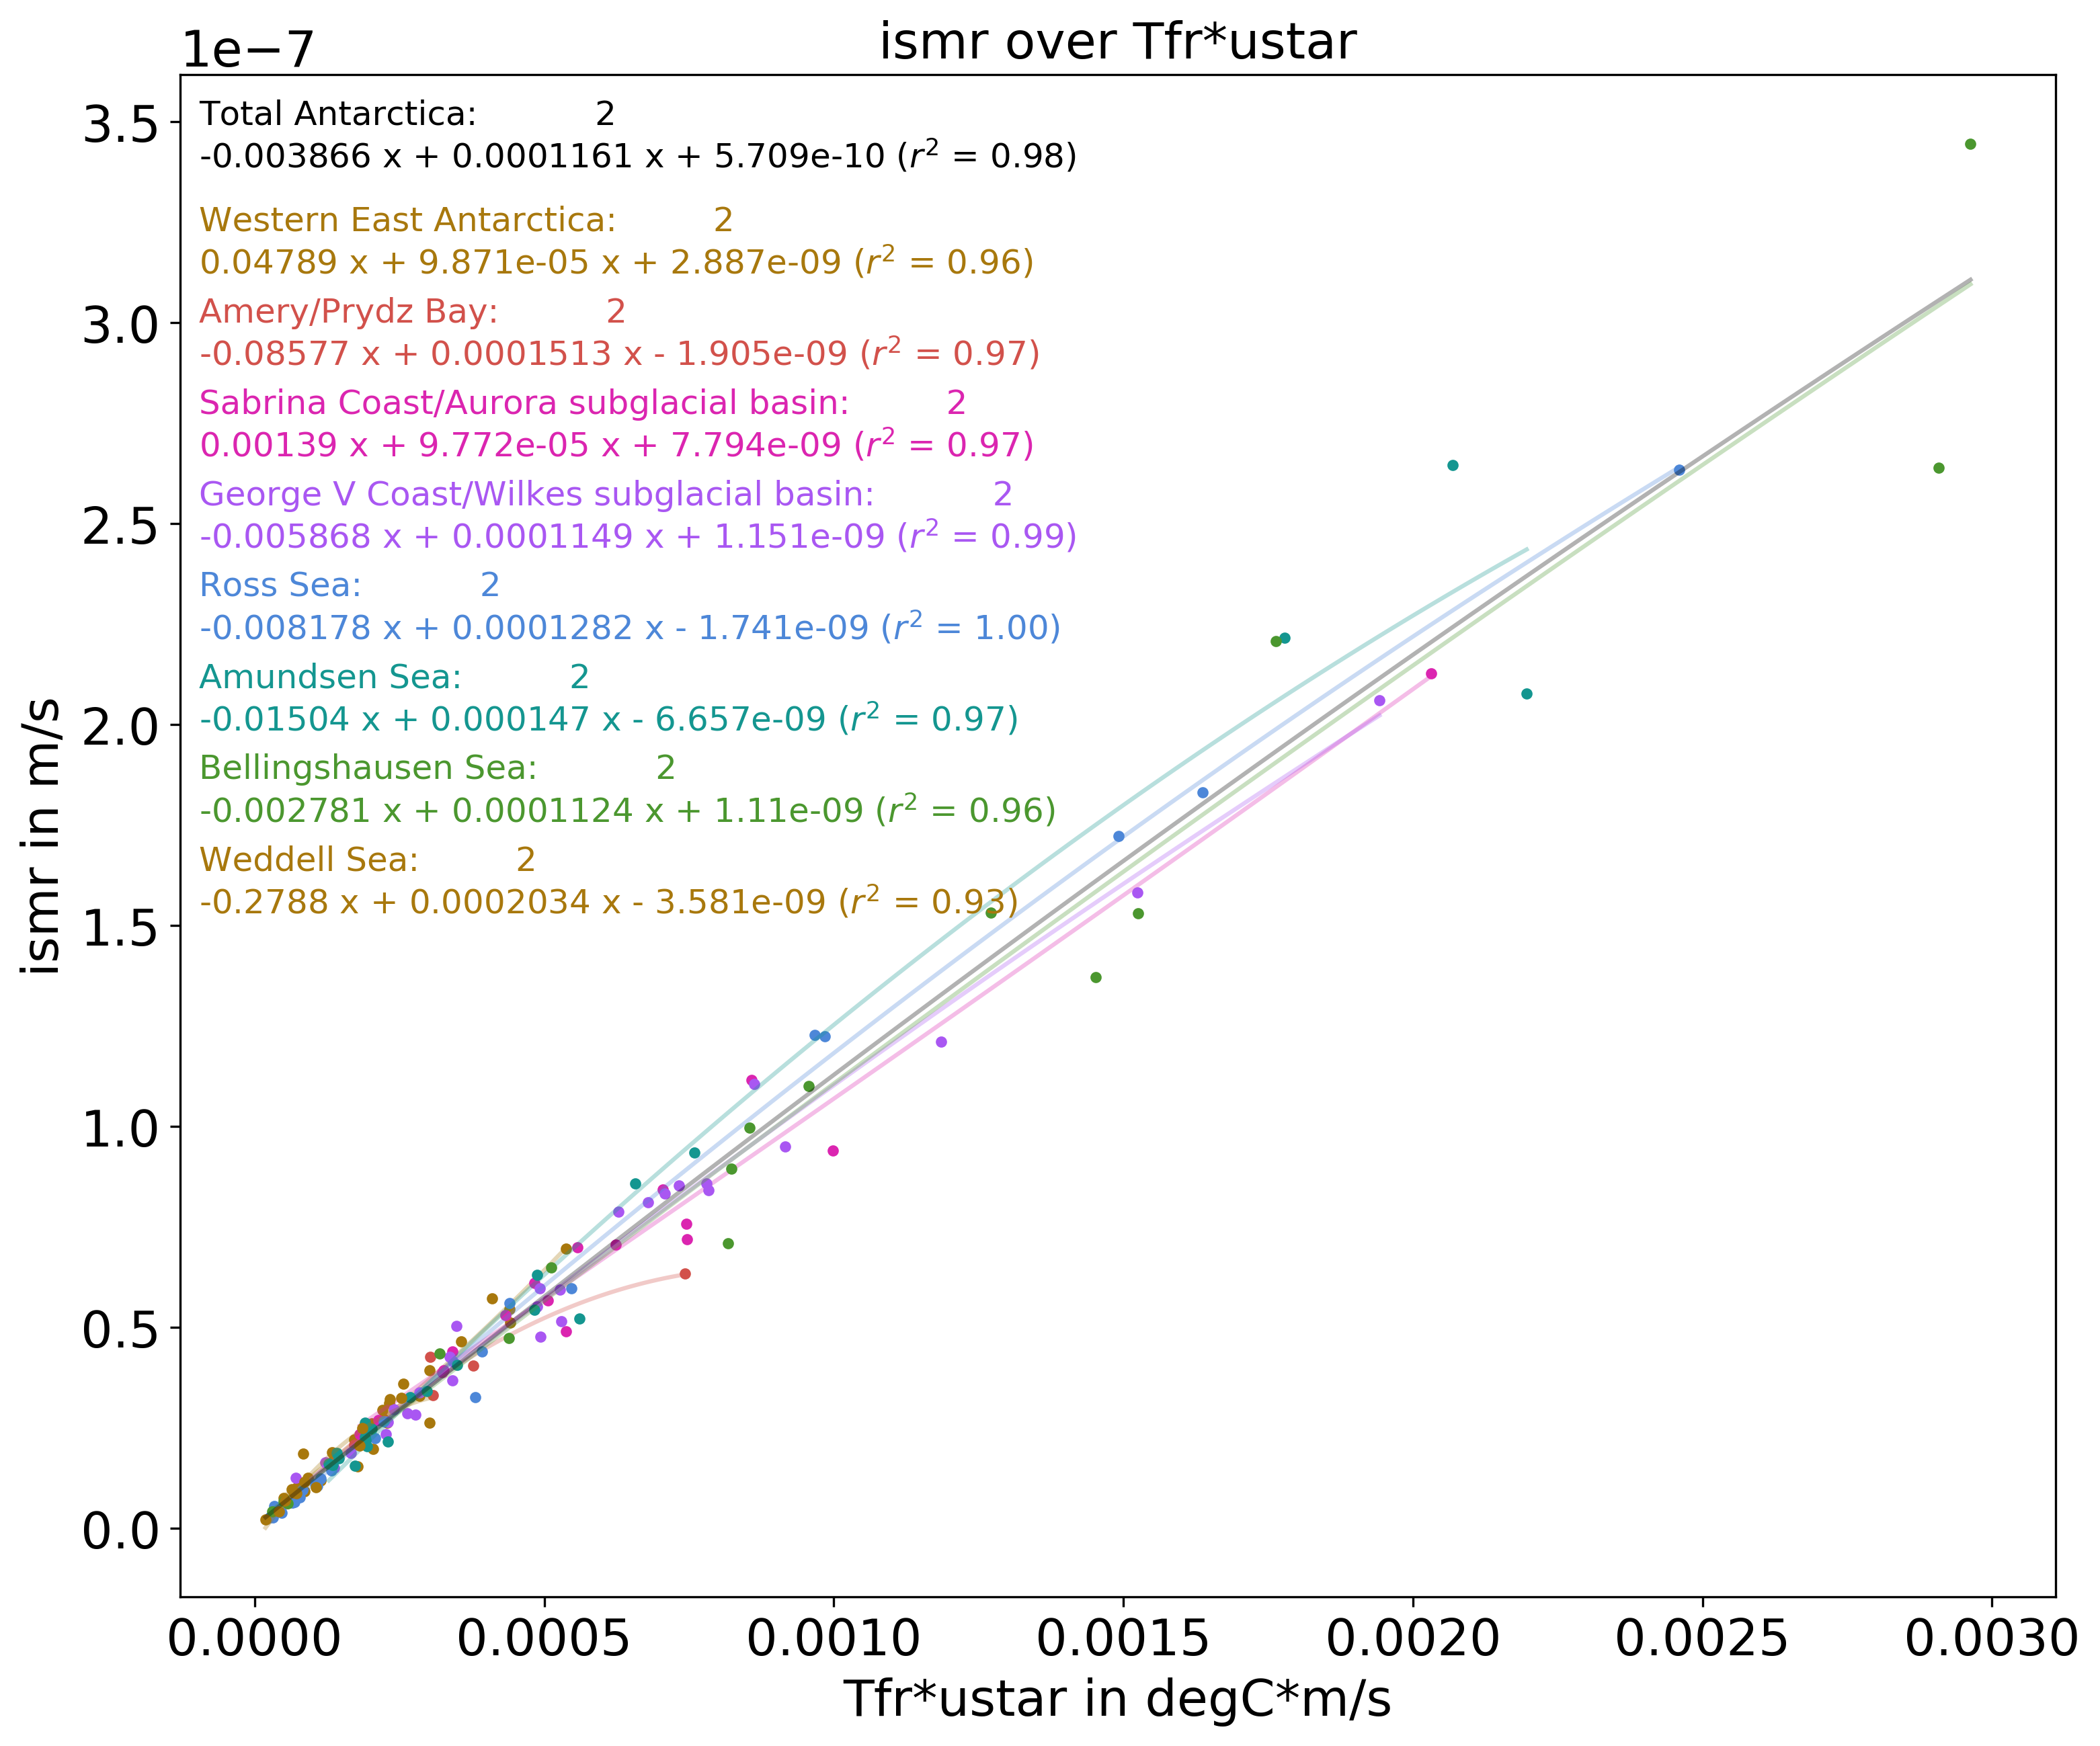 ismr over Tfr*ustar
1e−7
Total Antarctica: 2
-0.003866 x + 0.0001161 x + 5.709e-10 (r² = 0.98)
Western East Antarctica: 2
0.04789 x + 9.871e-05 x + 2.887e-09 (r² = 0.96)
Amery/Prydz Bay: 2
-0.08577 x + 0.0001513 x - 1.905e-09 (r² = 0.97)
Sabrina Coast/Aurora subglacial basin: 2
0.00139 x + 9.772e-05 x + 7.794e-09 (r² = 0.97)
George V Coast/Wilkes subglacial basin: 2
-0.005868 x + 0.0001149 x + 1.151e-09 (r² = 0.99)
Ross Sea: 2
-0.008178 x + 0.0001282 x - 1.741e-09 (r² = 1.00)
Amundsen Sea: 2
-0.01504 x + 0.000147 x - 6.657e-09 (r² = 0.97)
Bellingshausen Sea: 2
-0.002781 x + 0.0001124 x + 1.11e-09 (r² = 0.96)
Weddell Sea: 2
-0.2788 x + 0.0002034 x - 3.581e-09 (r² = 0.93)
3.5
3.0
2.5
2.0
1.5
1.0
0.5
0.0
ismr in m/s
0.0000 0.0005 0.0010 0.0015 0.0020 0.0025 0.0030
Tfr*ustar in degC*m/s